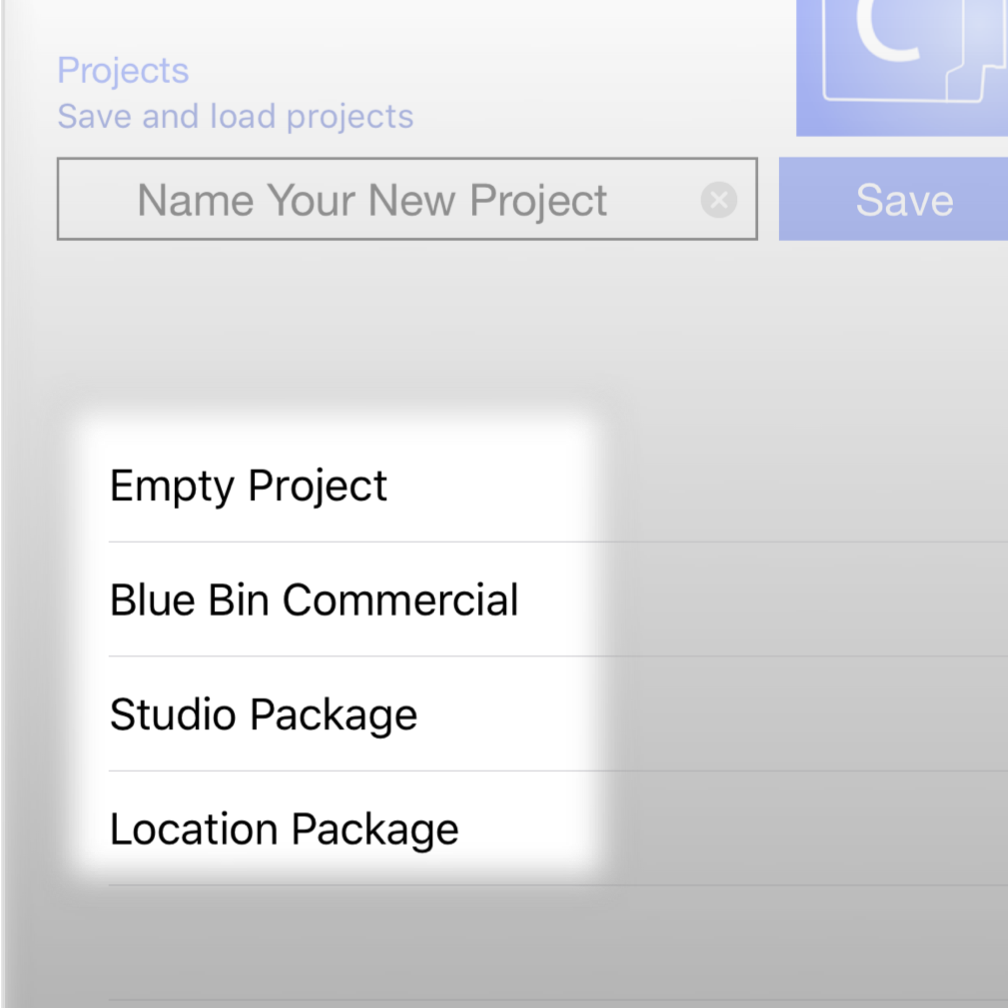 Projects
Save and load projects
Name Your New Project
Save
Empty Project
Blue Bin Commercial
Studio Package
Location Package